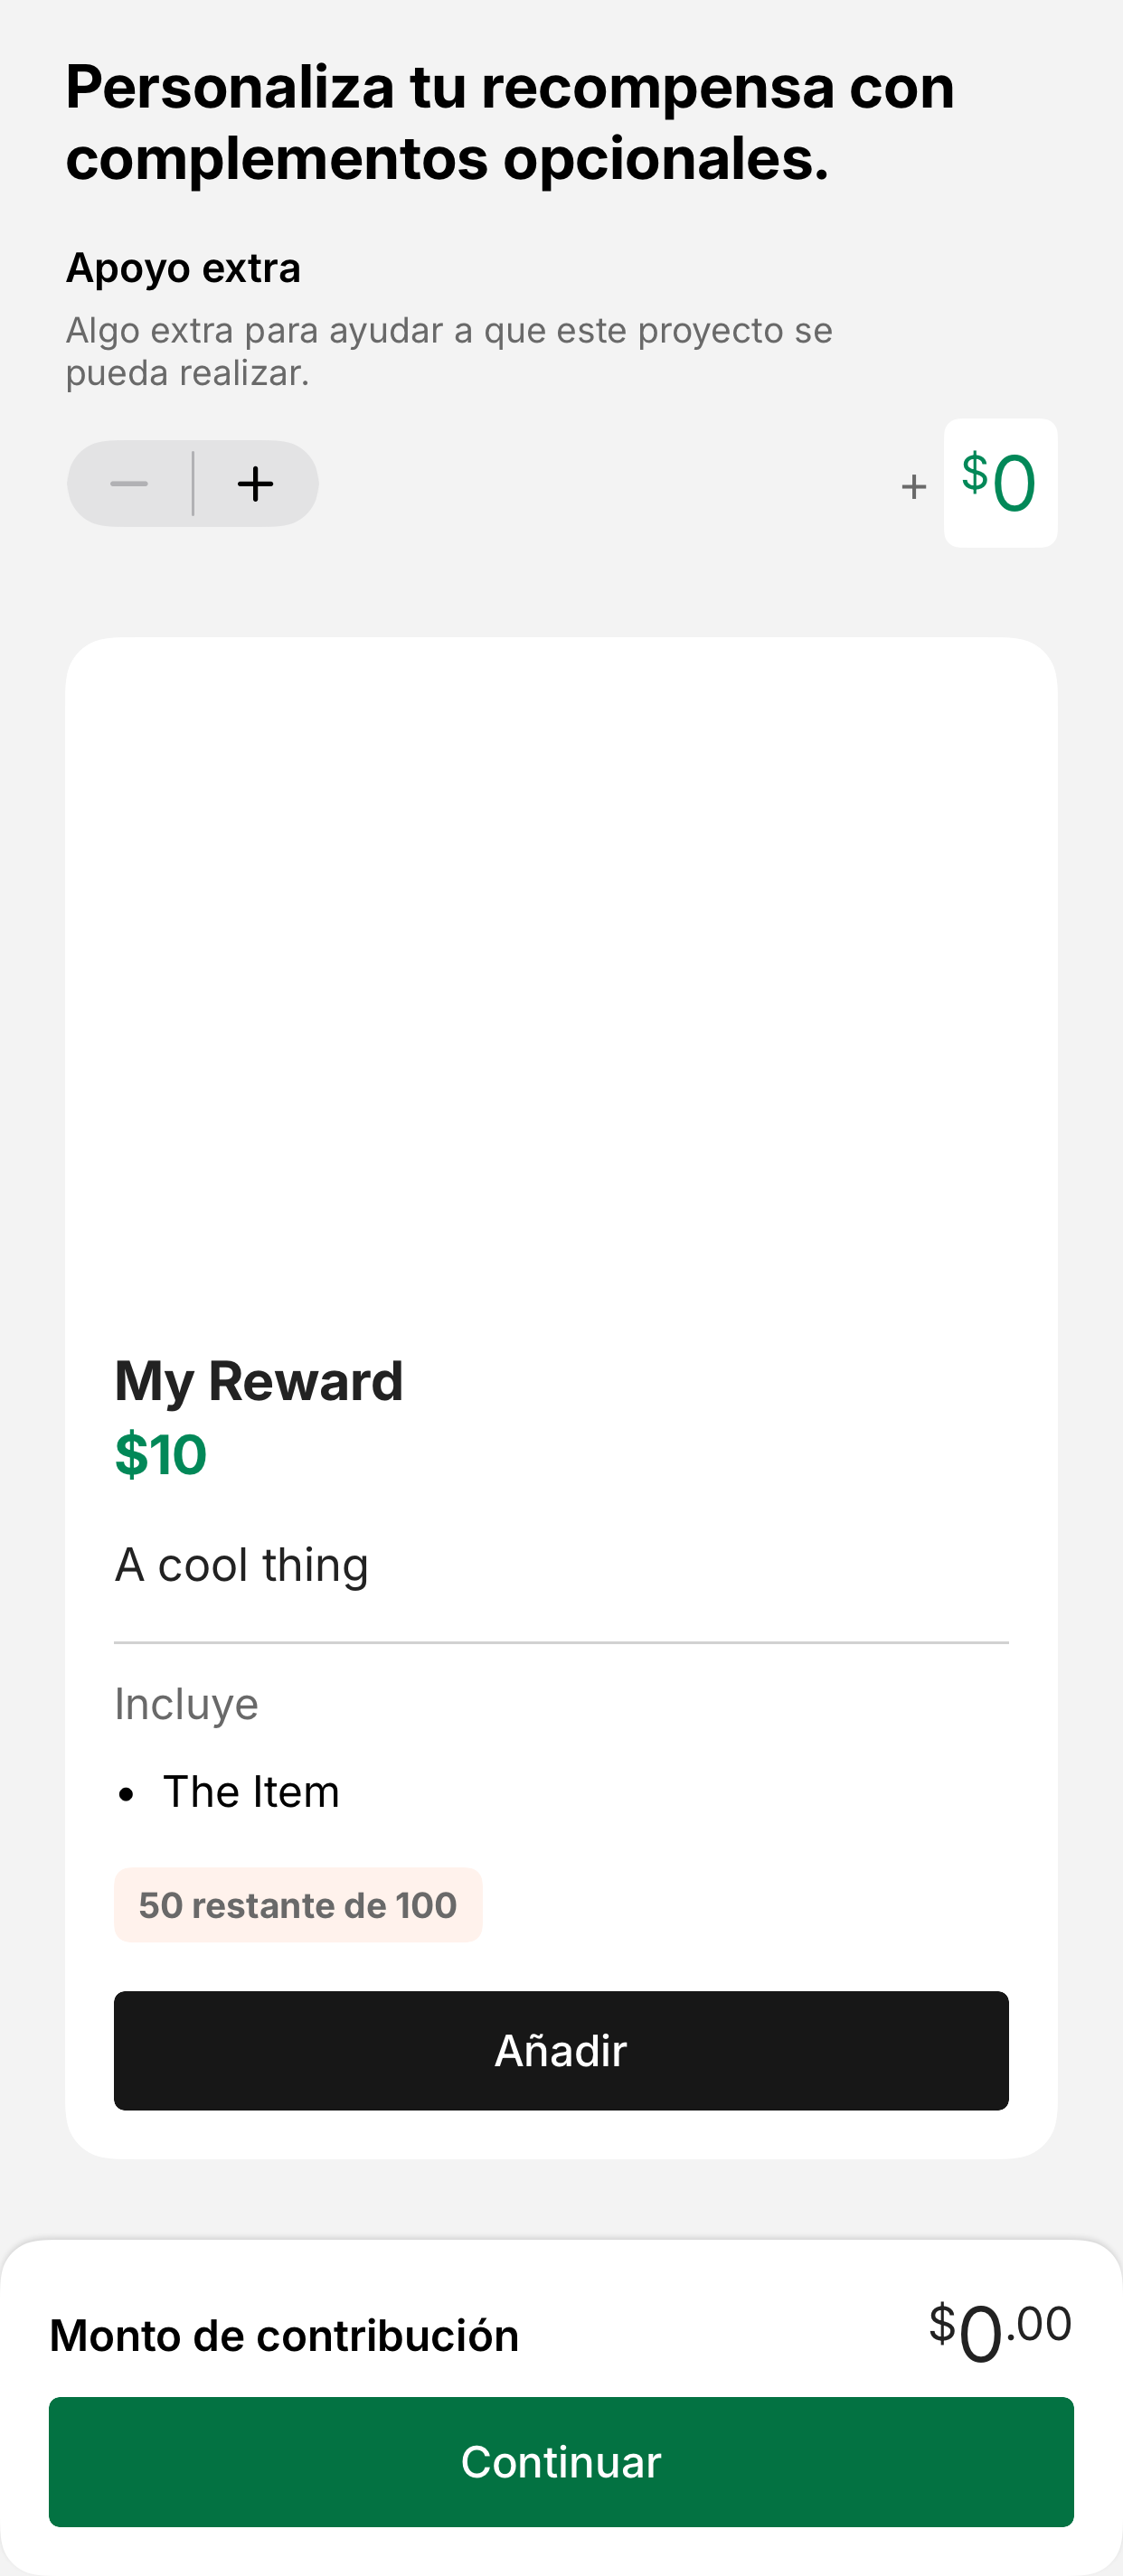 Personaliza tu recompensa con
complementos opcionales.
Apoyo extra
Algo extra para ayudar a que este proyecto se
pueda realizar.
+ $0
My Reward
$10
A cool thing
Incluye
• The Item
50 restante de 100
Añadir
Monto de contribución $0.00
Continuar